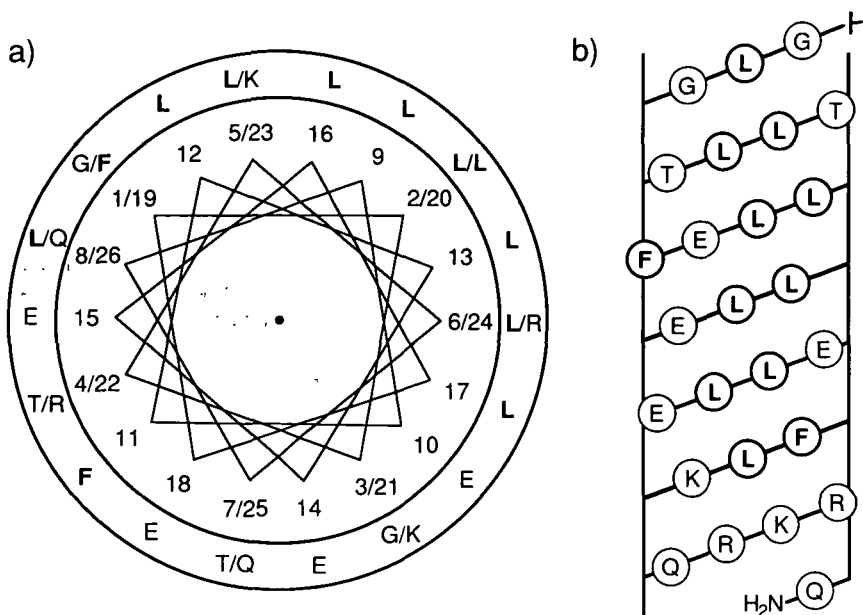 a)
L/K L
L L
G/F L/L
L/Q L
E L/R
T/R L
F E
E G/K
T/Q E
5/23 16
12 9
1/19 2/20
8/26 13
15 6/24
4/22 17
11 10
18 3/21
7/25 14
b)
G L G
T L L T
F E L L
E L L
E L L E
K L F
Q R K R
H₂N Q